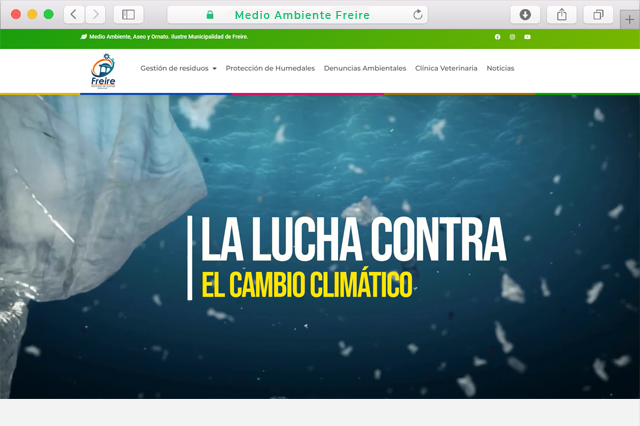 Medio Ambiente Freire
Medio Ambiente, Aseo y Ornato. Ilustre Municipalidad de Freire.
Freire
Gestión de residuos
Protección de Humedales
Denuncias Ambientales
Clínica Veterinaria
Noticias
LA LUCHA CONTRA
EL CAMBIO CLIMÁTICO